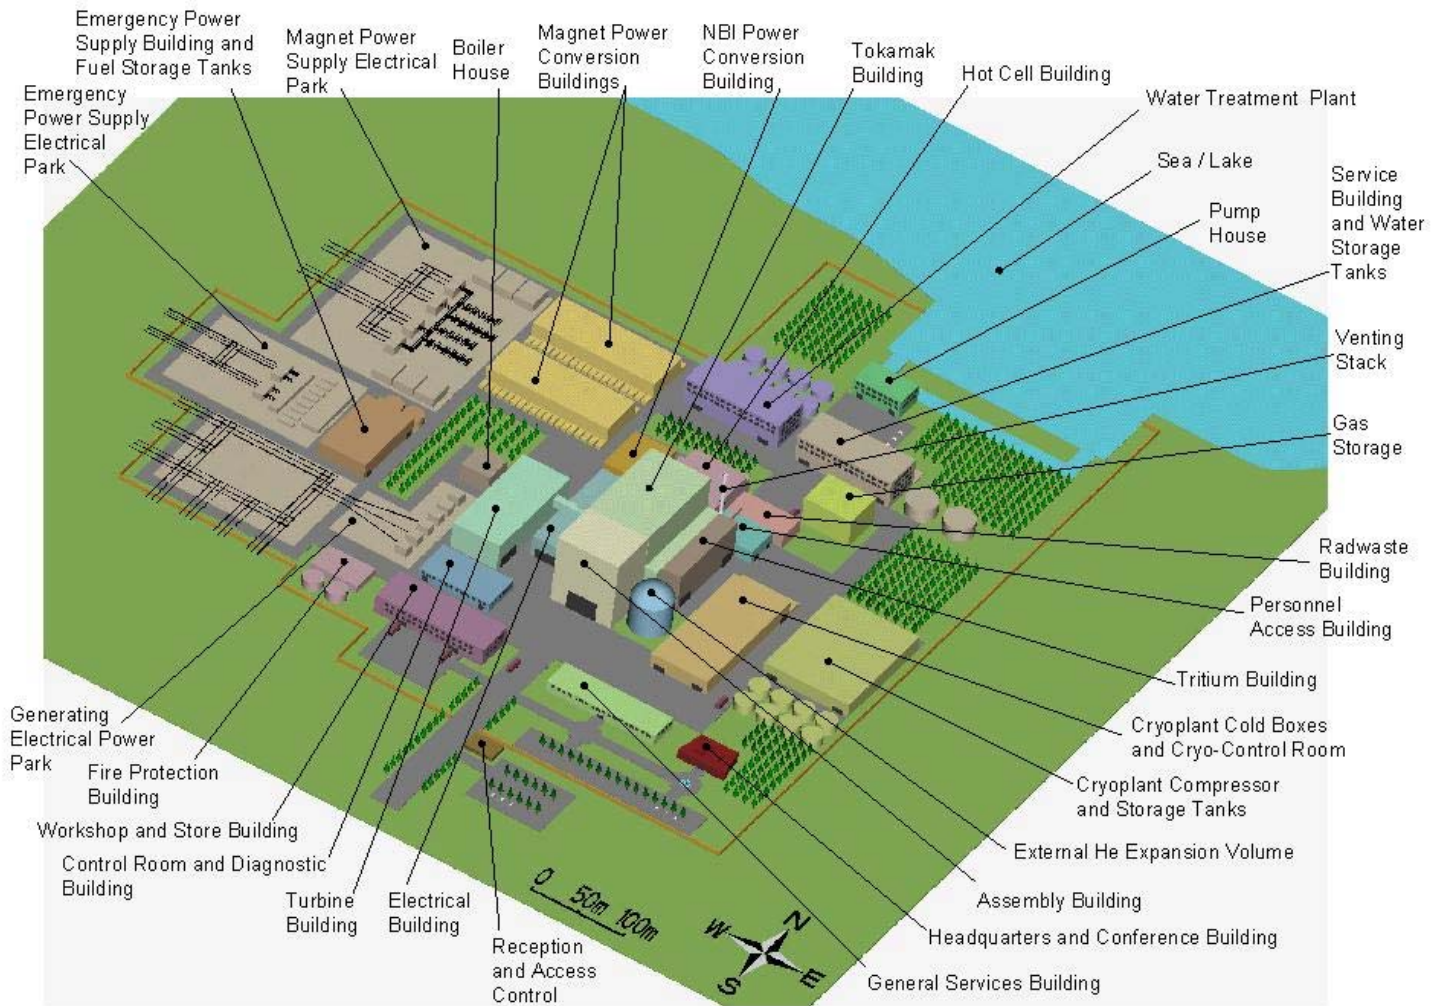 Emergency Power
Supply Building and
Fuel Storage Tanks
Magnet Power
Supply Electrical
Park
Boiler
House
Magnet Power
Conversion
Buildings
NBI Power
Conversion
Building
Tokamak
Building
Hot Cell Building
Water Treatment Plant
Emergency
Power Supply
Electrical
Park
Sea / Lake
Service
Building
and Water
Storage
Tanks
Pump
House
Venting
Stack
Gas
Storage
Radwaste
Building
Personnel
Access Building
Tritium Building
Cryoplant Cold Boxes
and Cryo-Control Room
Cryoplant Compressor
and Storage Tanks
External He Expansion Volume
Assembly Building
Headquarters and Conference Building
General Services Building
Generating
Electrical Power
Park
Fire Protection
Building
Workshop and Store Building
Control Room and Diagnostic
Building
Turbine
Building
Electrical
Building
Reception
and Access
Control
0 50m 100m
N
W
S
E